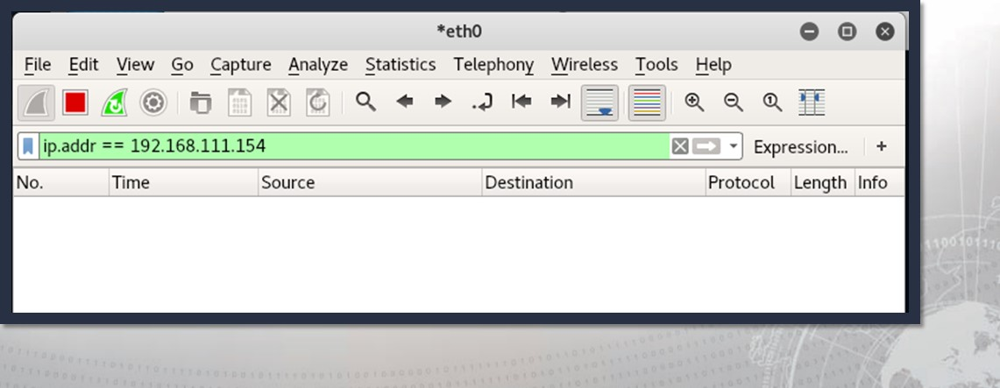 *eth0
File Edit View Go Capture Analyze Statistics Telephony Wireless Tools Help
ip.addr == 192.168.111.154 Expression... +
No. Time Source Destination Protocol Length Info